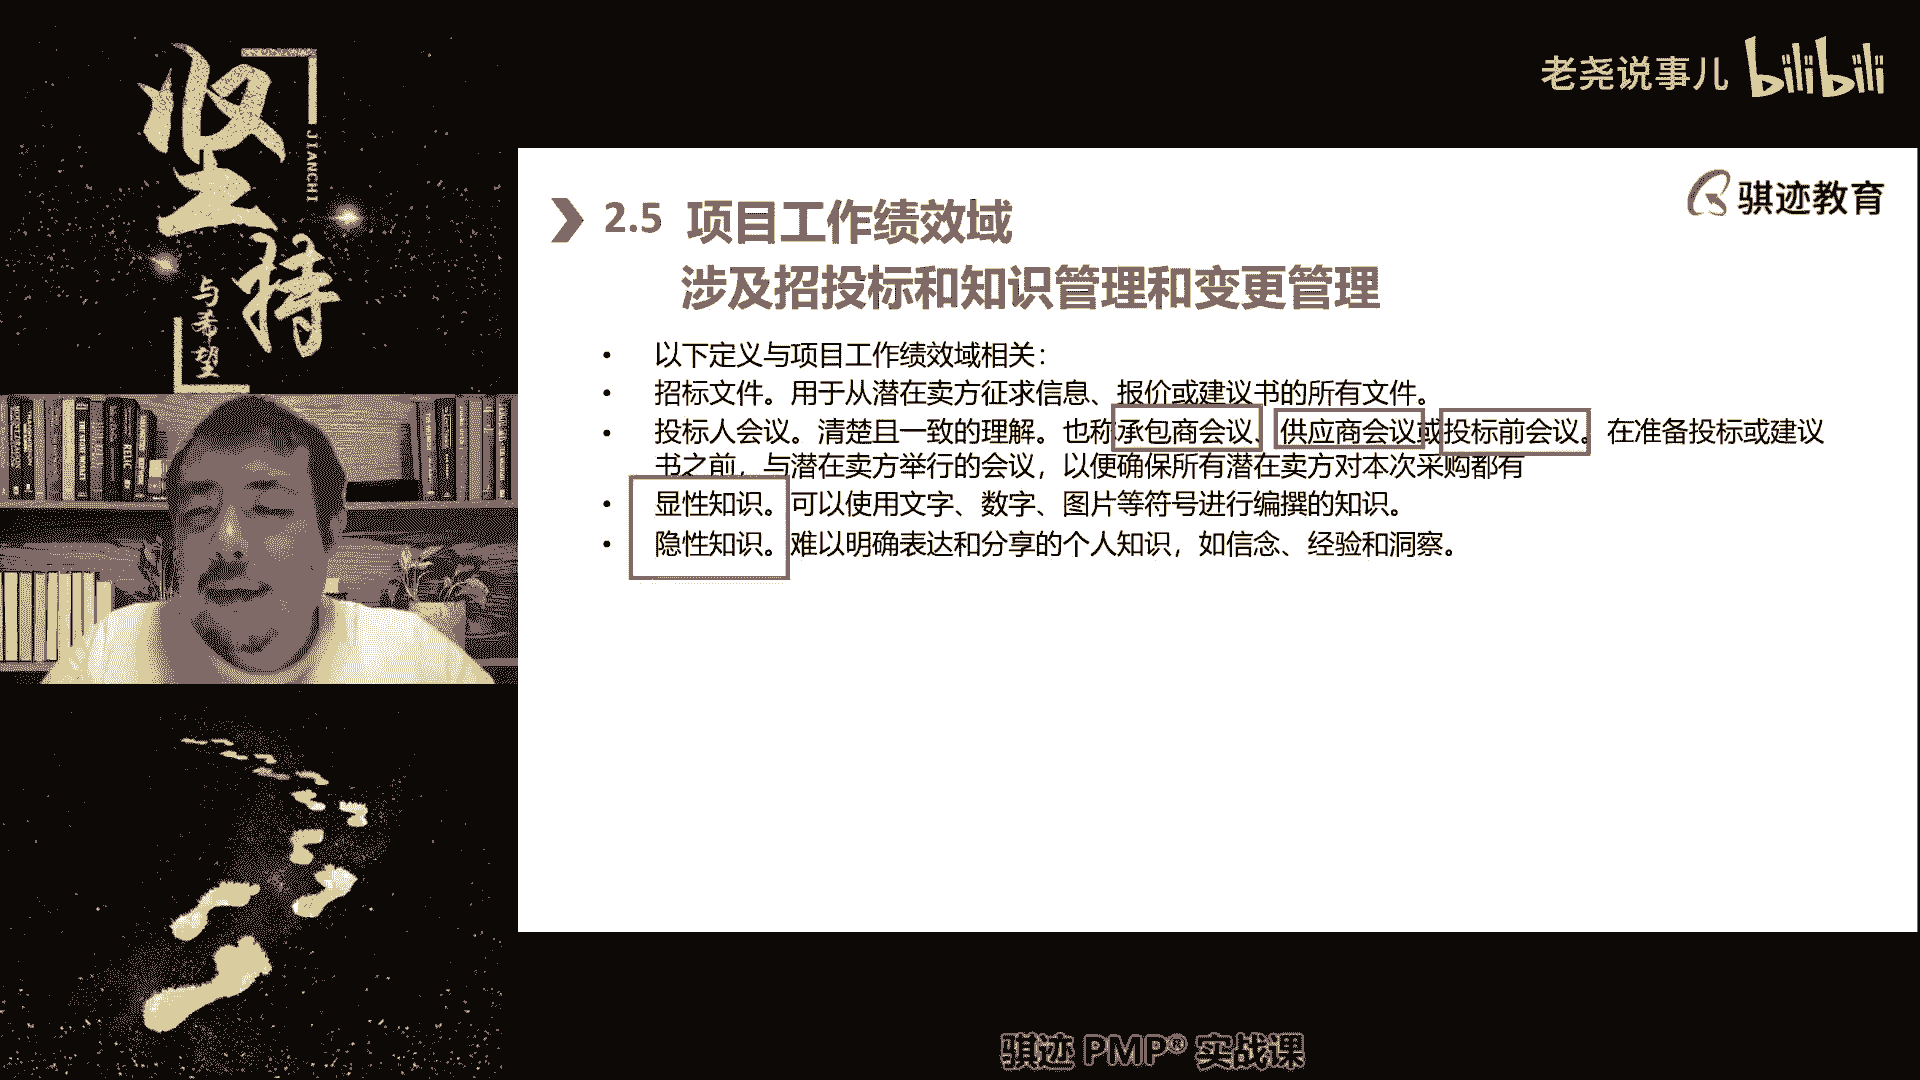 坚持
JIANCHI
与希望
老尧说事儿 bilibili
骐迹教育
2.5 项目工作绩效域
涉及招投标和知识管理和变更管理
• 以下定义与项目工作绩效域相关：
• 招标文件。用于从潜在卖方征求信息、报价或建议书的所有文件。
• 投标人会议。清楚且一致的理解。也称承包商会议、供应商会议或投标前会议。在准备投标或建议
书之前，与潜在卖方举行的会议，以便确保所有潜在卖方对本次采购都有
• 显性知识。可以使用文字、数字、图片等符号进行编撰的知识。
• 隐性知识。难以明确表达和分享的个人知识，如信念、经验和洞察。
骐迹 PMP® 实战课